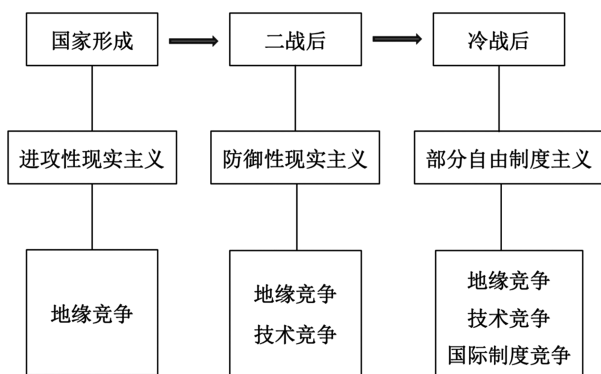 国家形成
二战后
冷战后
进攻性现实主义
防御性现实主义
部分自由制度主义
地缘竞争
地缘竞争
技术竞争
地缘竞争
技术竞争
国际制度竞争